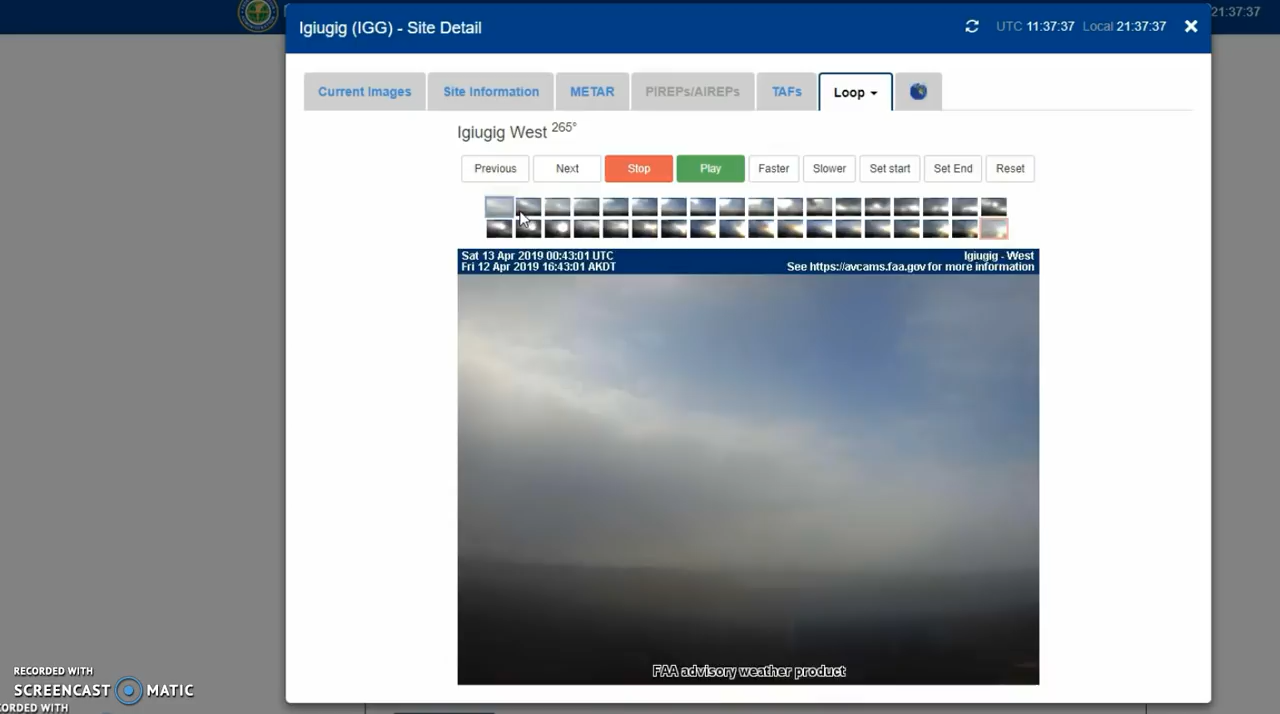 21:37:37
Igiugig (IGG) - Site Detail
UTC 11:37:37 Local 21:37:37
Current Images
Site Information
METAR
PIREPs/AIREPs
TAFs
Loop
Igiugig West 265°
Previous
Next
Stop
Play
Faster
Slower
Set start
Set End
Reset
Sat 13 Apr 2019 00:43:01 UTC
Igiugig - West
Fri 12 Apr 2019 16:43:01 AKDT
See https://avcams.faa.gov for more information
FAA advisory weather product
RECORDED WITH
SCREENCAST MATIC
CORDED WITH